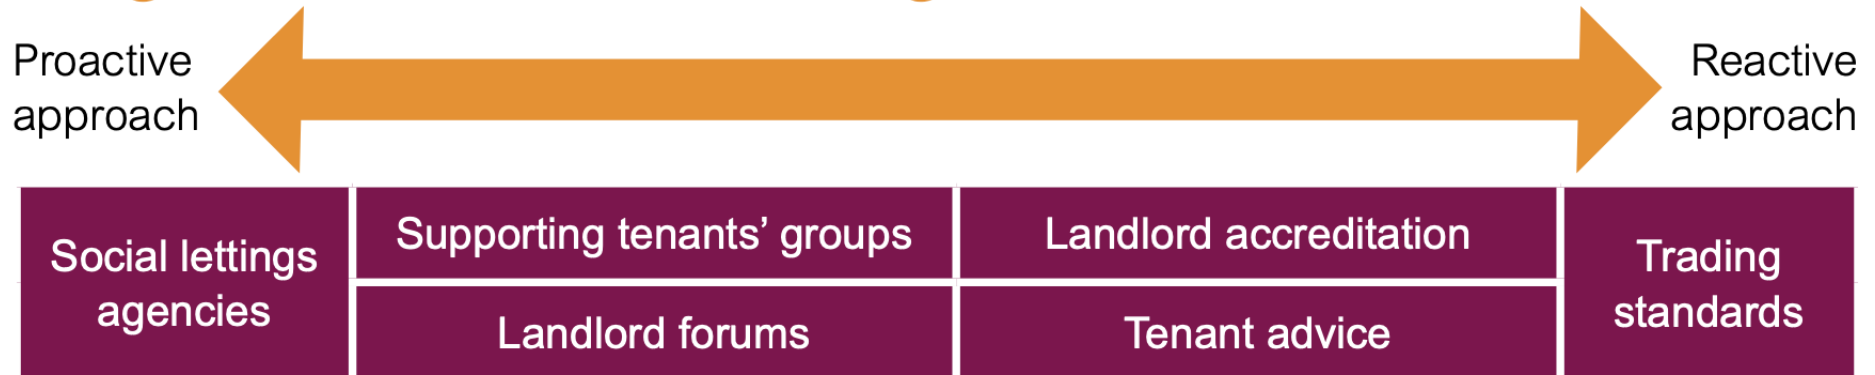 Proactive
approach
Reactive
approach
Social lettings
agencies
Supporting tenants’ groups
Landlord forums
Landlord accreditation
Tenant advice
Trading
standards